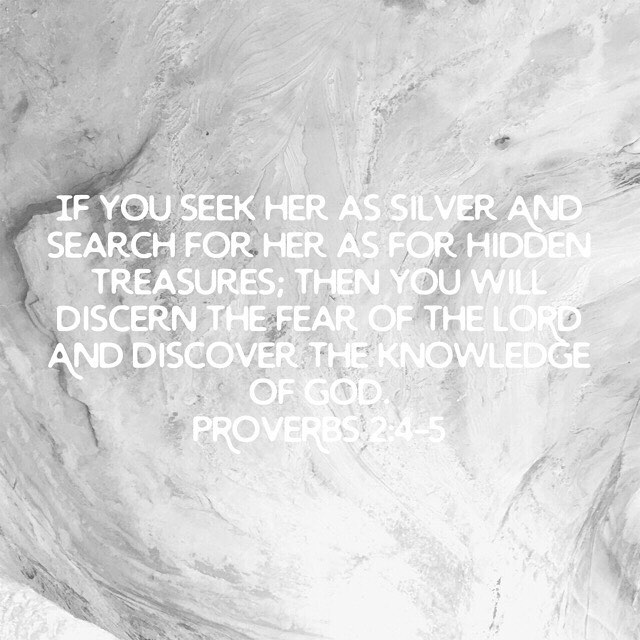 IF YOU SEEK HER AS SILVER AND
SEARCH FOR HER AS FOR HIDDEN
TREASURES; THEN YOU WILL
DISCERN THE FEAR OF THE LORD
AND DISCOVER THE KNOWLEDGE
OF GOD.
PROVERBS 2:4-5